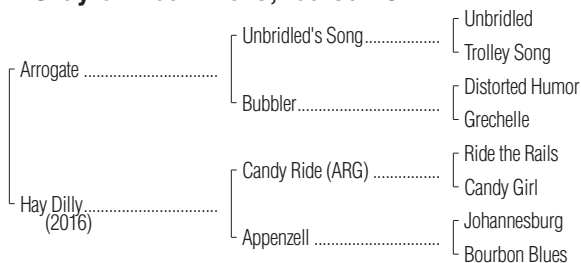 Unbridled
Unbridled's Song
Trolley Song
Arrogate
Distorted Humor
Bubbler
Grechelle
Ride the Rails
Candy Ride (ARG)
Candy Girl
Hay Dilly
(2016)
Johannesburg
Appenzell
Bourbon Blues